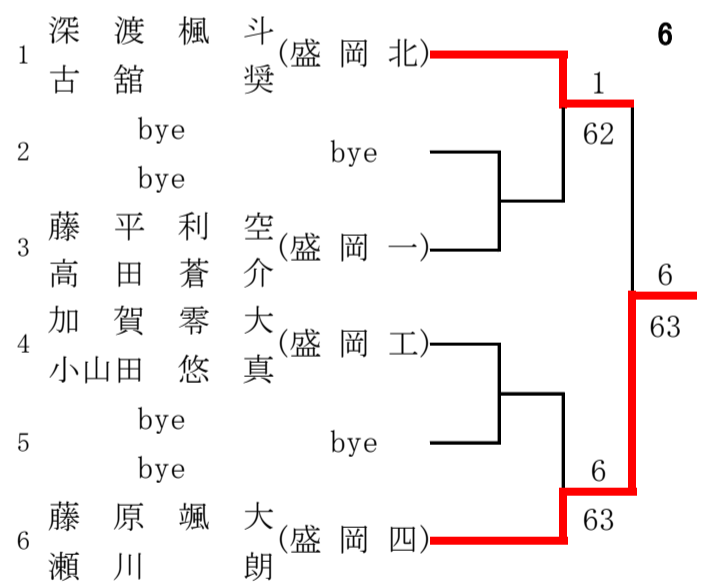 6
1 深 渡 楓 斗 (盛 岡 北)
古 舘 奨
1
62
2 bye bye
bye
3 藤 平 利 空 (盛 岡 一)
高 田 蒼 介
6
63
4 加 賀 零 大 (盛 岡 工)
小山田 悠 真
5 bye bye
bye
6
63
6 藤 原 颯 大 (盛 岡 四)
瀬 川 朗